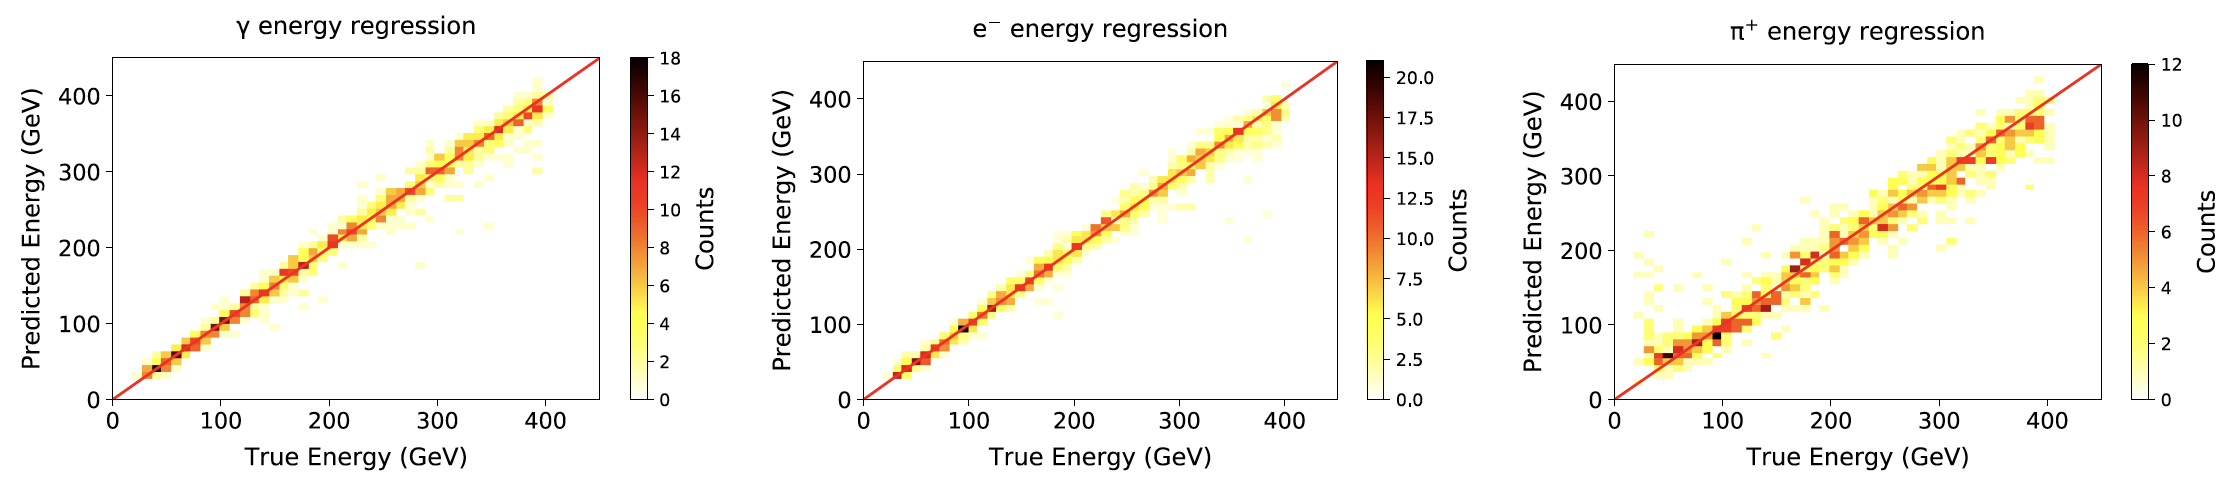 γ energy regression
400
300
200
100
0
0 100 200 300 400
Predicted Energy (GeV)
True Energy (GeV)
18
16
14
12
10
8
6
4
2
0
Counts
e⁻ energy regression
400
300
200
100
0
0 100 200 300 400
Predicted Energy (GeV)
True Energy (GeV)
20.0
17.5
15.0
12.5
10.0
7.5
5.0
2.5
0.0
Counts
π⁺ energy regression
400
300
200
100
0
0 100 200 300 400
Predicted Energy (GeV)
True Energy (GeV)
12
10
8
6
4
2
0
Counts